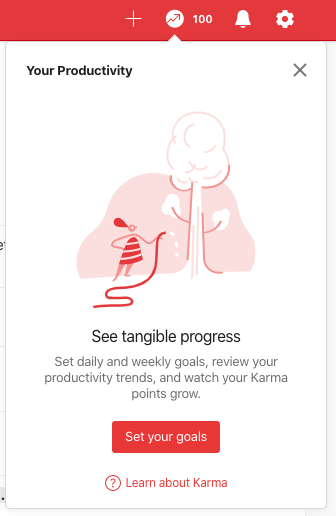 100
Your Productivity
See tangible progress
Set daily and weekly goals, review your
productivity trends, and watch your Karma
points grow.
Set your goals
? Learn about Karma